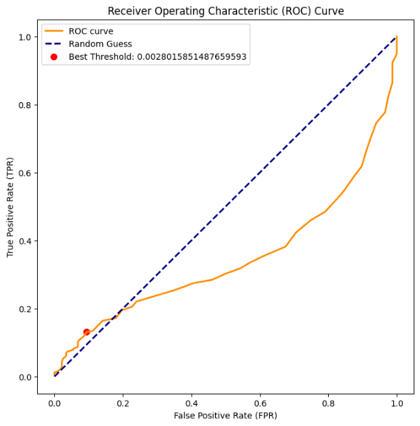 Receiver Operating Characteristic (ROC) Curve
ROC curve
Random Guess
Best Threshold: 0.0028015851487659593
True Positive Rate (TPR)
1.0
0.8
0.6
0.4
0.2
0.0
0.0 0.2 0.4 0.6 0.8 1.0
False Positive Rate (FPR)